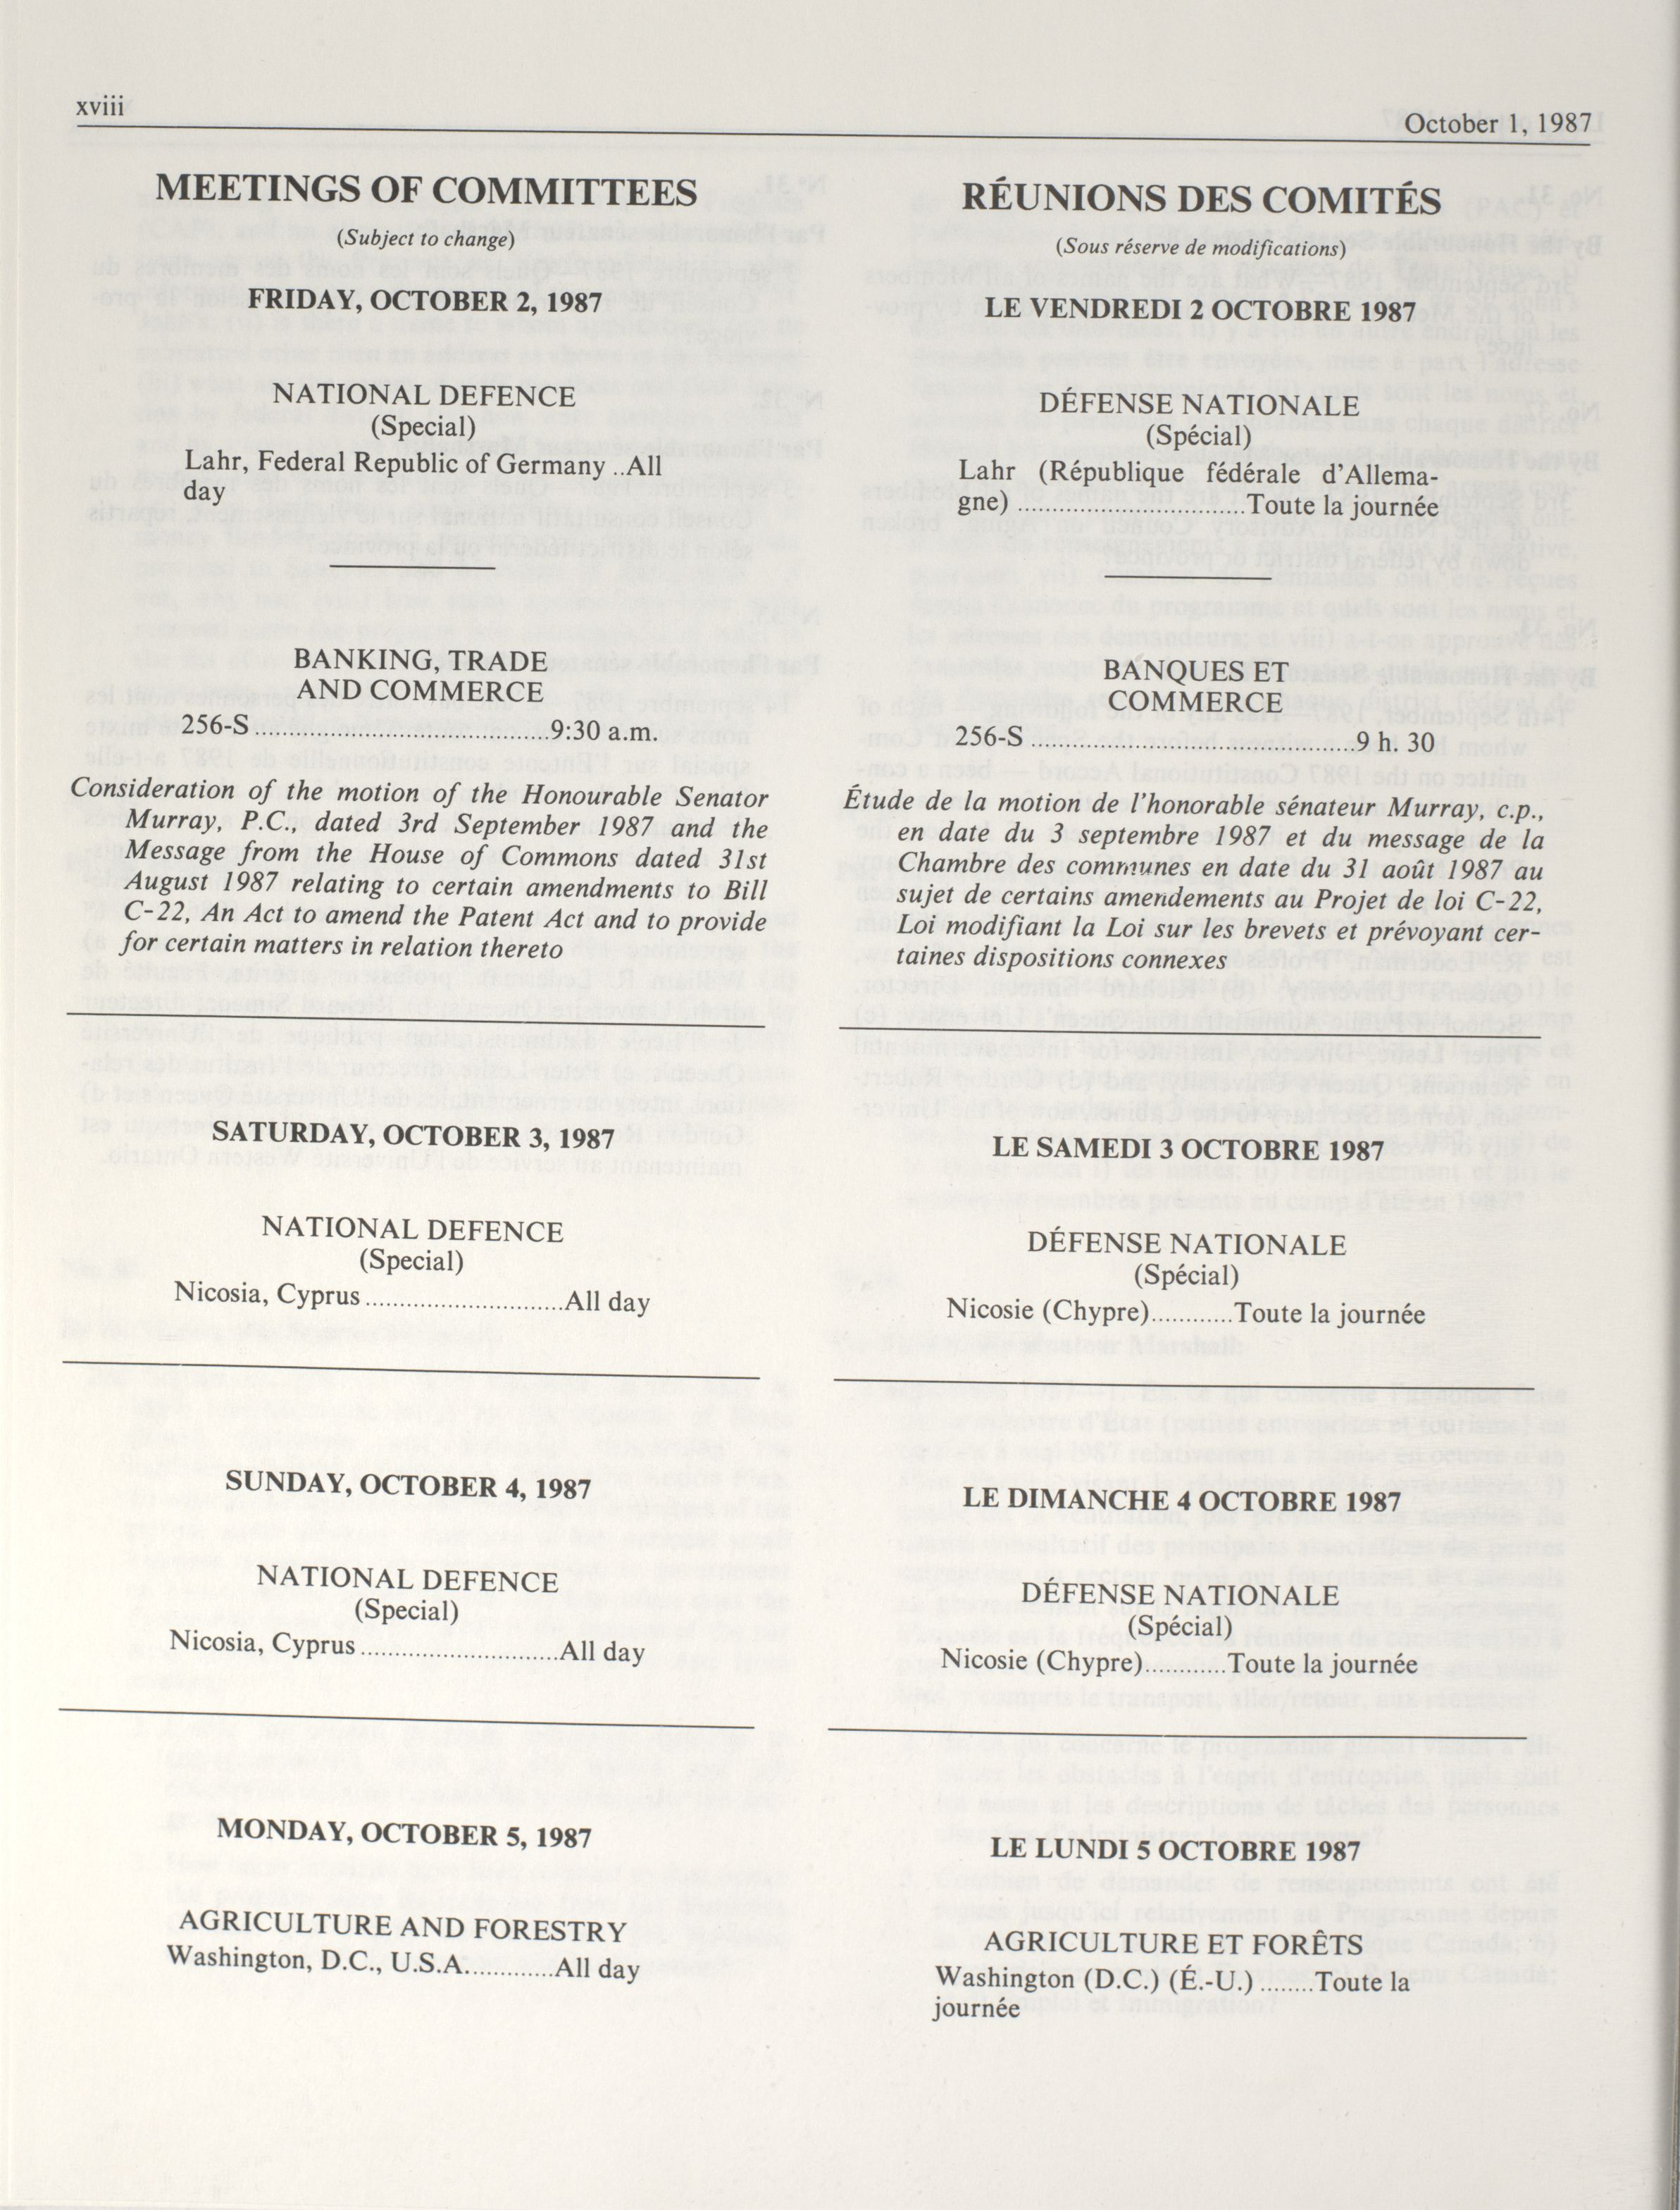 xviii
October 1, 1987
MEETINGS OF COMMITTEES
(Subject to change)
FRIDAY, OCTOBER 2, 1987
NATIONAL DEFENCE
(Special)
Lahr, Federal Republic of Germany ..All
day
BANKING, TRADE
AND COMMERCE
256-S............................................9:30 a.m.
Consideration of the motion of the Honourable Senator
Murray, P.C., dated 3rd September 1987 and the
Message from the House of Commons dated 31st
August 1987 relating to certain amendments to Bill
C-22, An Act to amend the Patent Act and to provide
for certain matters in relation thereto
SATURDAY, OCTOBER 3, 1987
NATIONAL DEFENCE
(Special)
Nicosia, Cyprus.............................All day
SUNDAY, OCTOBER 4, 1987
NATIONAL DEFENCE
(Special)
Nicosia, Cyprus.............................All day
MONDAY, OCTOBER 5, 1987
AGRICULTURE AND FORESTRY
Washington, D.C., U.S.A.............All day
RÉUNIONS DES COMITÉS
(Sous réserve de modifications)
LE VENDREDI 2 OCTOBRE 1987
DÉFENSE NATIONALE
(Spécial)
Lahr (République fédérale d'Allema-
gne) .................................Toute la journée
BANQUES ET
COMMERCE
256-S ................................................9 h. 30
Étude de la motion de l'honorable sénateur Murray, c.p.,
en date du 3 septembre 1987 et du message de la
Chambre des communes en date du 31 août 1987 au
sujet de certains amendements au Projet de loi C-22,
Loi modifiant la Loi sur les brevets et prévoyant cer-
taines dispositions connexes
LE SAMEDI 3 OCTOBRE 1987
DÉFENSE NATIONALE
(Spécial)
Nicosie (Chypre)............Toute la journée
LE DIMANCHE 4 OCTOBRE 1987
DÉFENSE NATIONALE
(Spécial)
Nicosie (Chypre)............Toute la journée
LE LUNDI 5 OCTOBRE 1987
AGRICULTURE ET FORÊTS
Washington (D.C.) (É.-U.) ........Toute la
journée